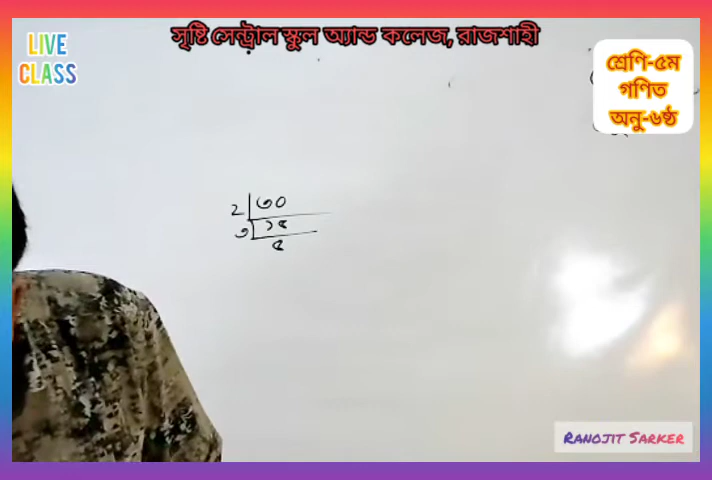 সৃষ্টি সেন্ট্রাল স্কুল অ্যান্ড কলেজ, রাজশাহী
LIVE
CLASS
শ্রেণি-৫ম
গণিত
অনু-৬ষ্ঠ
২ ৩০
৩ ১৫
৫
RANOJIT SARKER